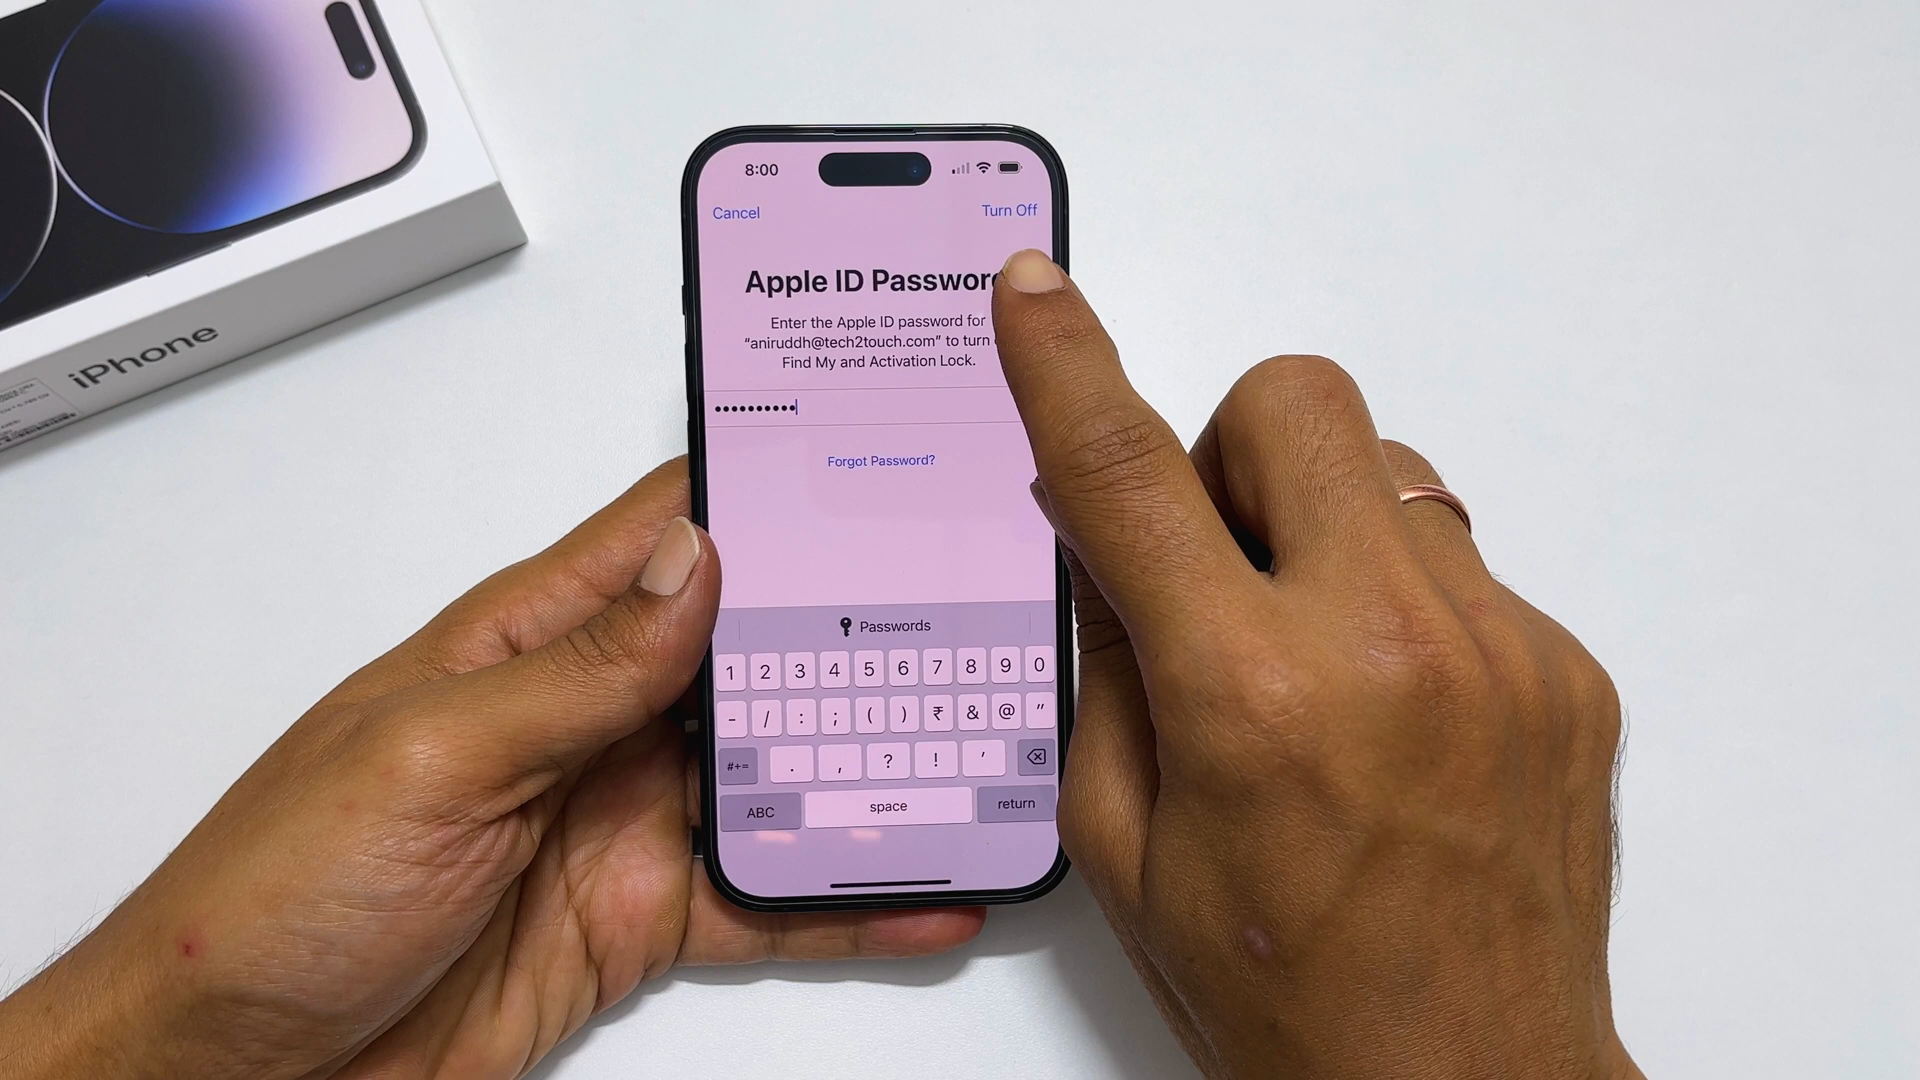 iPhone
8:00
Cancel
Turn Off
Apple ID Password
Enter the Apple ID password for
“aniruddh@tech2touch.com” to turn
Find My and Activation Lock.
••••••••••
Forgot Password?
Passwords
1 2 3 4 5 6 7 8 9 0
- / : ; ( ) ₹ & @ "
#+= . , ? ! '
ABC space return